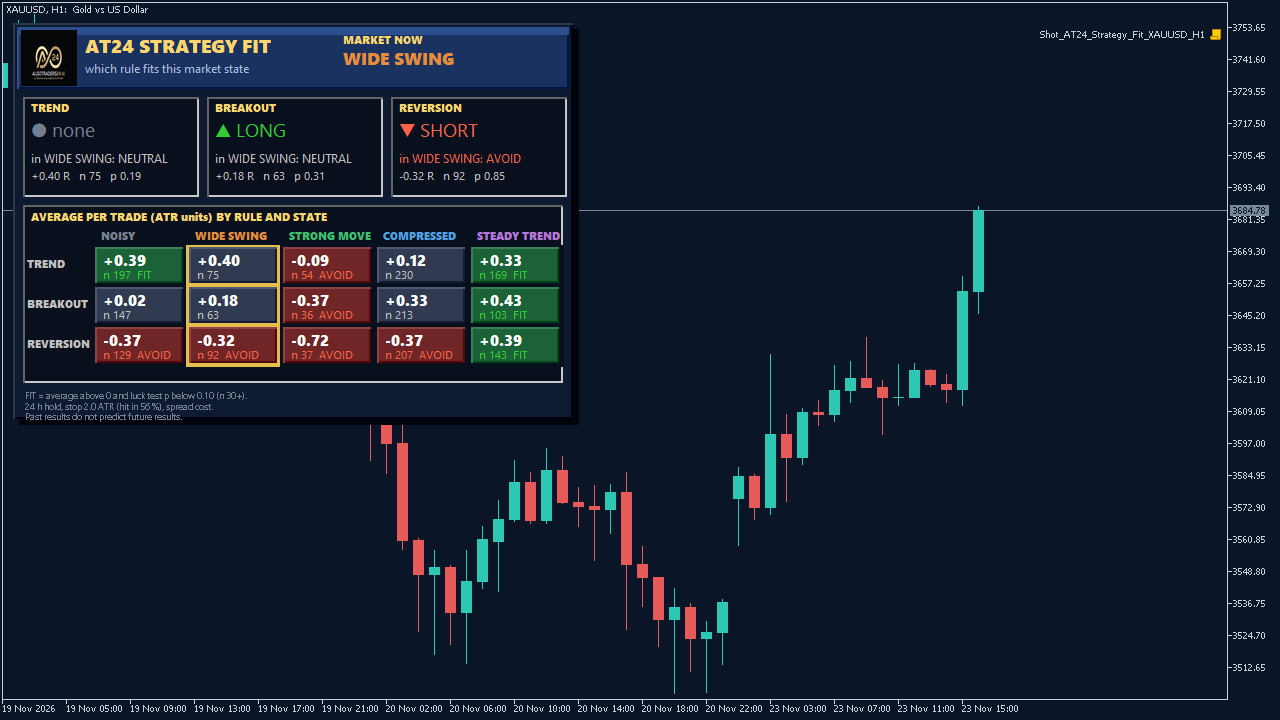 XAUUSD, H1: Gold vs US Dollar
Shot_AT24_Strategy_Fit_XAUUSD_H1
24
ALGOTRADERS24.AI
AT24 STRATEGY FIT
which rule fits this market state
MARKET NOW
WIDE SWING
TREND
none
in WIDE SWING: NEUTRAL
+0.40 R n 75 p 0.19
BREAKOUT
▲ LONG
in WIDE SWING: NEUTRAL
+0.18 R n 63 p 0.31
REVERSION
▼ SHORT
in WIDE SWING: AVOID
-0.32 R n 92 p 0.85
AVERAGE PER TRADE (ATR units) BY RULE AND STATE
NOISY WIDE SWING STRONG MOVE COMPRESSED STEADY TREND
TREND +0.39 +0.40 -0.09 +0.12 +0.33
n 197 FIT n 75 n 54 AVOID n 230 n 169 FIT
BREAKOUT +0.02 +0.18 -0.37 +0.33 +0.43
n 147 n 63 n 36 AVOID n 213 n 103 FIT
REVERSION -0.37 -0.32 -0.72 -0.37 +0.39
n 129 AVOID n 92 AVOID n 37 AVOID n 207 AVOID n 143 FIT
FIT = average above 0 and luck test p below 0.10 (n 30+).
24 h hold, stop 2.0 ATR (hit in 56%), spread cost.
Past results do not predict future results.
3753.65
3741.60
3729.55
3717.50
3705.45
3693.40
3684.78
3681.35
3669.30
3657.25
3645.20
3633.15
3621.10
3609.05
3597.00
3584.95
3572.90
3560.85
3548.80
3536.75
3524.70
3512.65
19 Nov 2026 19 Nov 05:00 19 Nov 09:00 19 Nov 13:00 19 Nov 17:00 19 Nov 21:00 20 Nov 02:00 20 Nov 06:00 20 Nov 10:00 20 Nov 14:00 20 Nov 18:00 20 Nov 22:00 23 Nov 03:00 23 Nov 07:00 23 Nov 11:00 23 Nov 15:00